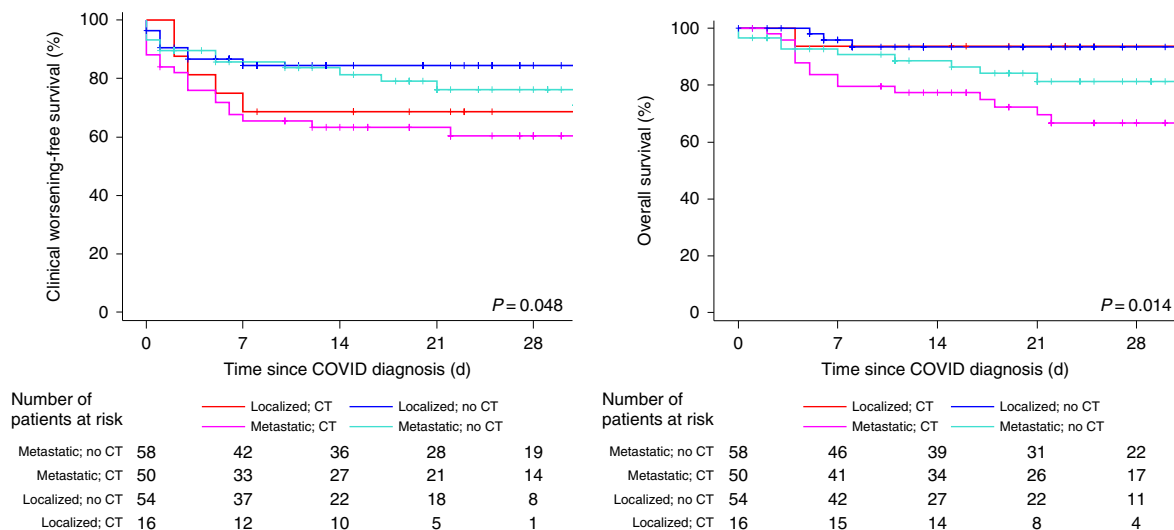 Clinical worsening-free survival (%)
100
80
60
40
20
0
P = 0.048
0 7 14 21 28
Time since COVID diagnosis (d)
Number of
patients at risk
Localized; CT Localized; no CT
Metastatic; CT Metastatic; no CT
Metastatic; no CT 58 42 36 28 19
Metastatic; CT 50 33 27 21 14
Localized; no CT 54 37 22 18 8
Localized; CT 16 12 10 5 1
Overall survival (%)
100
80
60
40
20
0
P = 0.014
0 7 14 21 28
Time since COVID diagnosis (d)
Number of
patients at risk
Localized; CT Localized; no CT
Metastatic; CT Metastatic; no CT
Metastatic; no CT 58 46 39 31 22
Metastatic; CT 50 41 34 26 17
Localized; no CT 54 42 27 22 11
Localized; CT 16 15 14 8 4